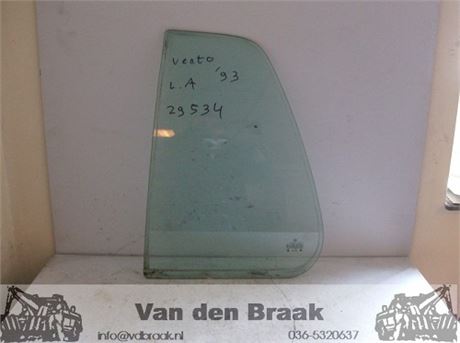 Vento '93
L.A
29534
Van den Braak
info@vdbraak.nl 036-5320637